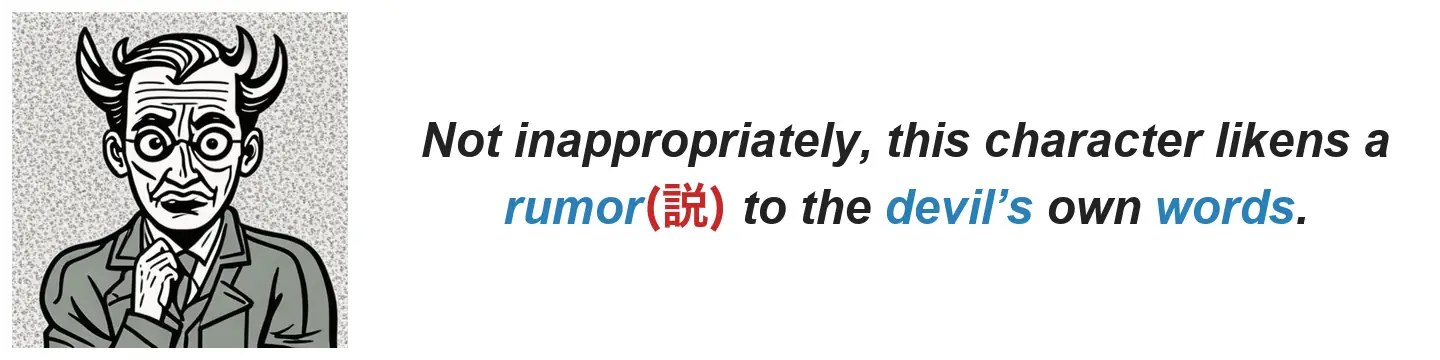 Not inappropriately, this character likens a
rumor(説) to the devil’s own words.